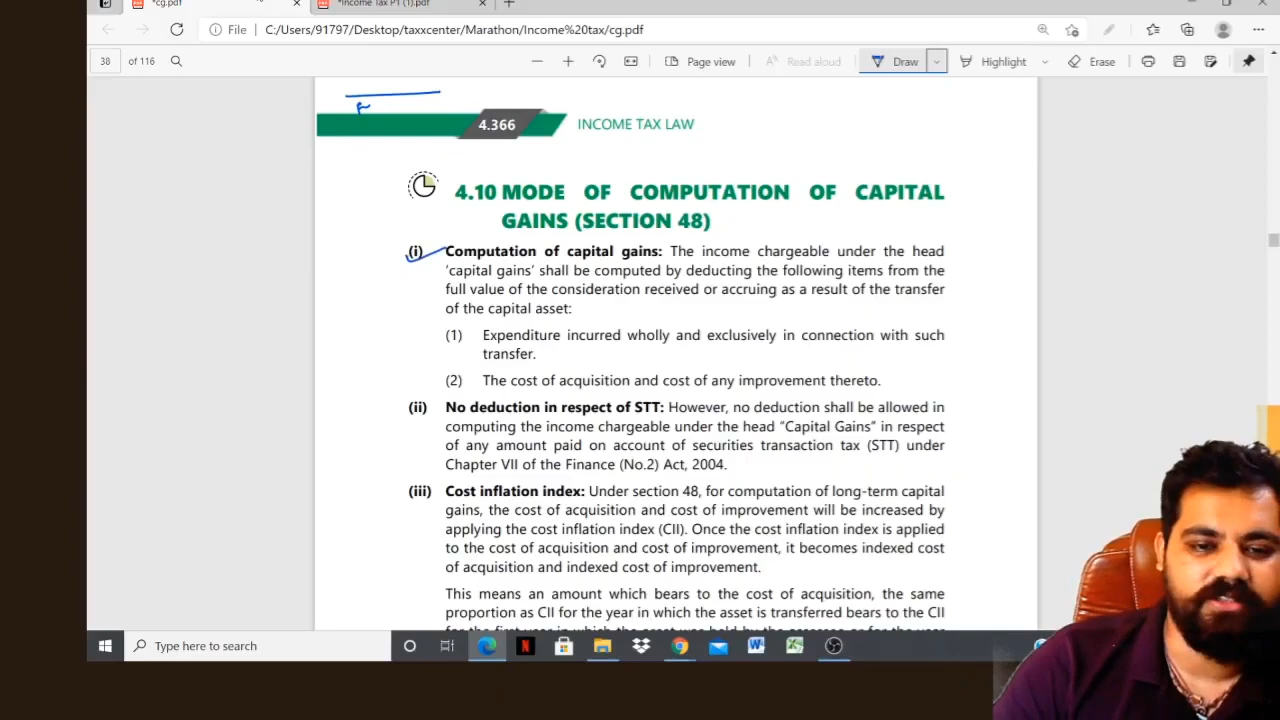 *cg.pdf
*Income Tax P1 (1).pdf
File C:/Users/91797/Desktop/taxxcenter/Marathon/Income%20tax/cg.pdf
38 of 116 Page view Read aloud Draw Highlight Erase
4.366 INCOME TAX LAW
4.10 MODE OF COMPUTATION OF CAPITAL
GAINS (SECTION 48)
(i) Computation of capital gains: The income chargeable under the head
‘capital gains’ shall be computed by deducting the following items from the
full value of the consideration received or accruing as a result of the transfer
of the capital asset:
(1) Expenditure incurred wholly and exclusively in connection with such
transfer.
(2) The cost of acquisition and cost of any improvement thereto.
(ii) No deduction in respect of STT: However, no deduction shall be allowed in
computing the income chargeable under the head “Capital Gains” in respect
of any amount paid on account of securities transaction tax (STT) under
Chapter VII of the Finance (No.2) Act, 2004.
(iii) Cost inflation index: Under section 48, for computation of long-term capital
gains, the cost of acquisition and cost of improvement will be increased by
applying the cost inflation index (CII). Once the cost inflation index is applied
to the cost of acquisition and cost of improvement, it becomes indexed cost
of acquisition and indexed cost of improvement.
This means an amount which bears to the cost of acquisition, the same
proportion as CII for the year in which the asset is transferred bears to the CII
Type here to search